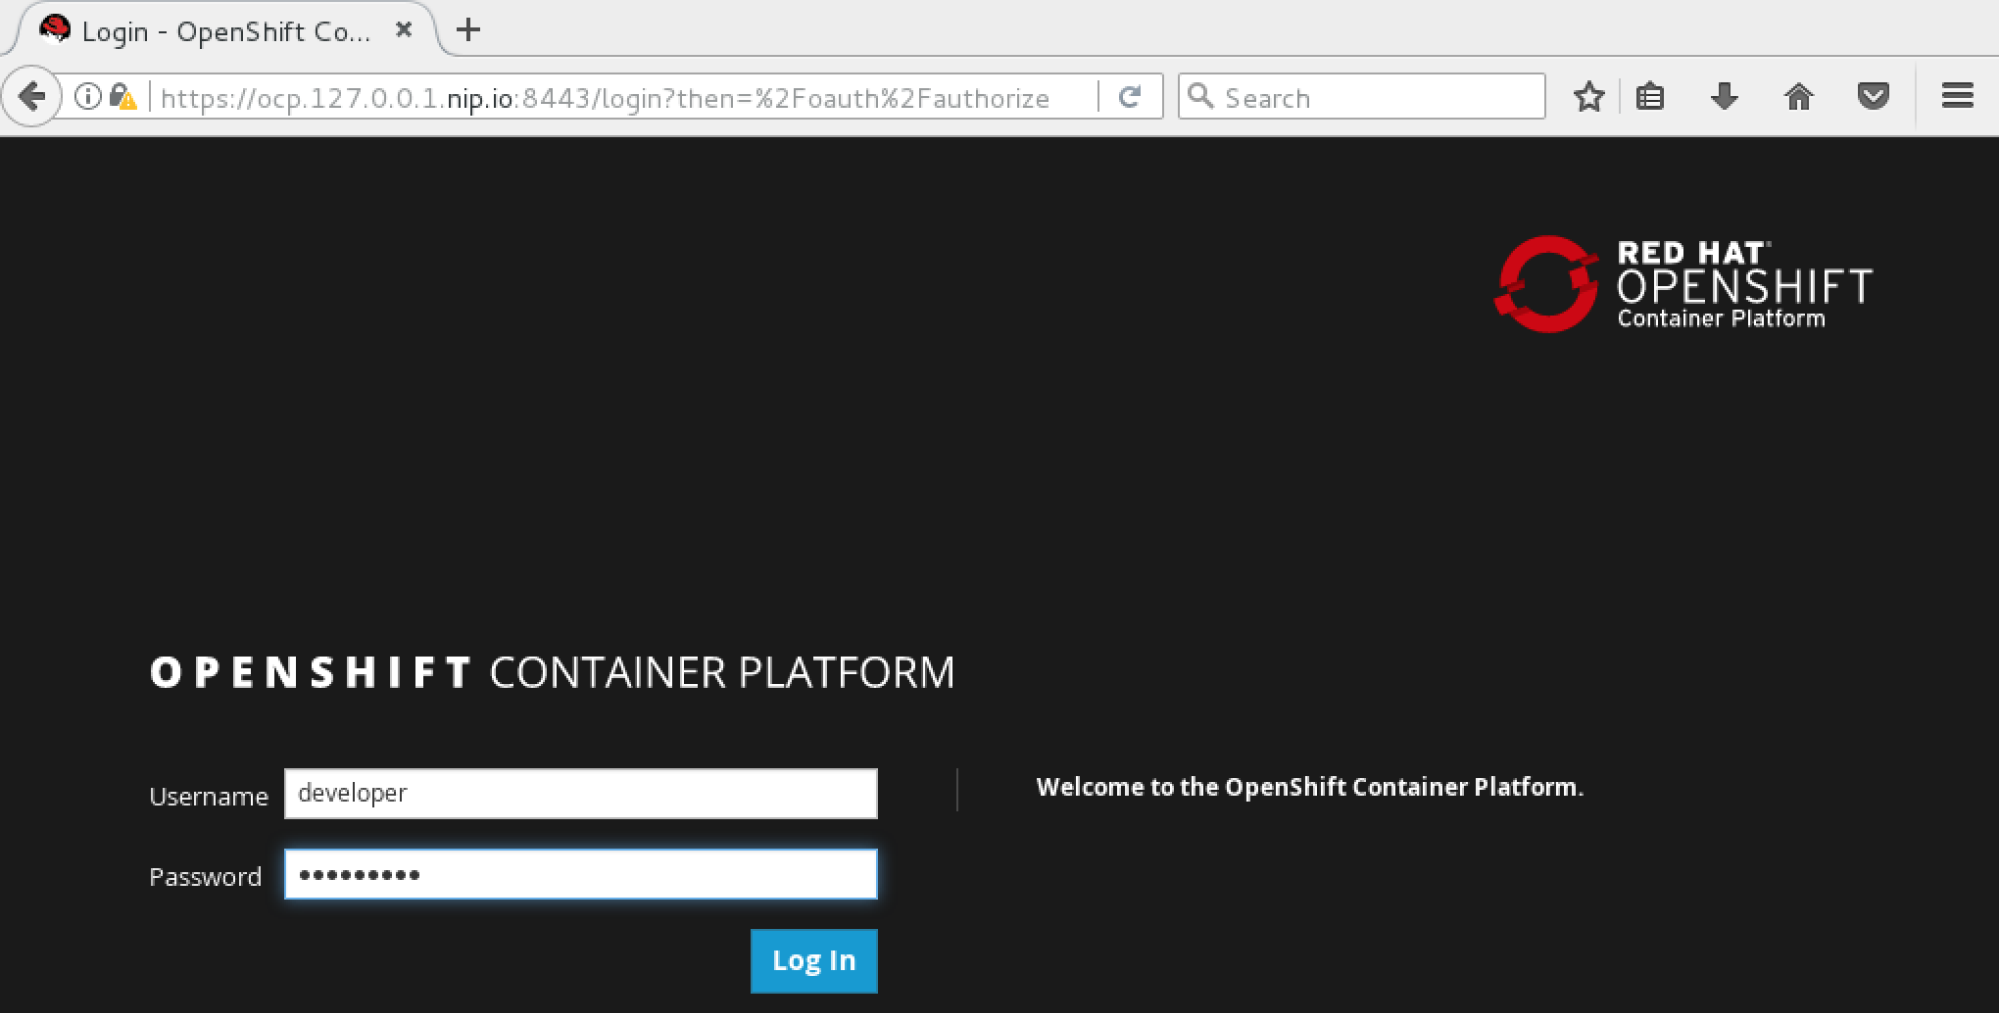 Login - OpenShift Co...
https://ocp.127.0.0.1.nip.io:8443/login?then=%2Foauth%2Fauthorize
Search
RED HAT
OPENSHIFT
Container Platform
OPENSHIFT CONTAINER PLATFORM
Username developer
Welcome to the OpenShift Container Platform.
Password •••••••••
Log In